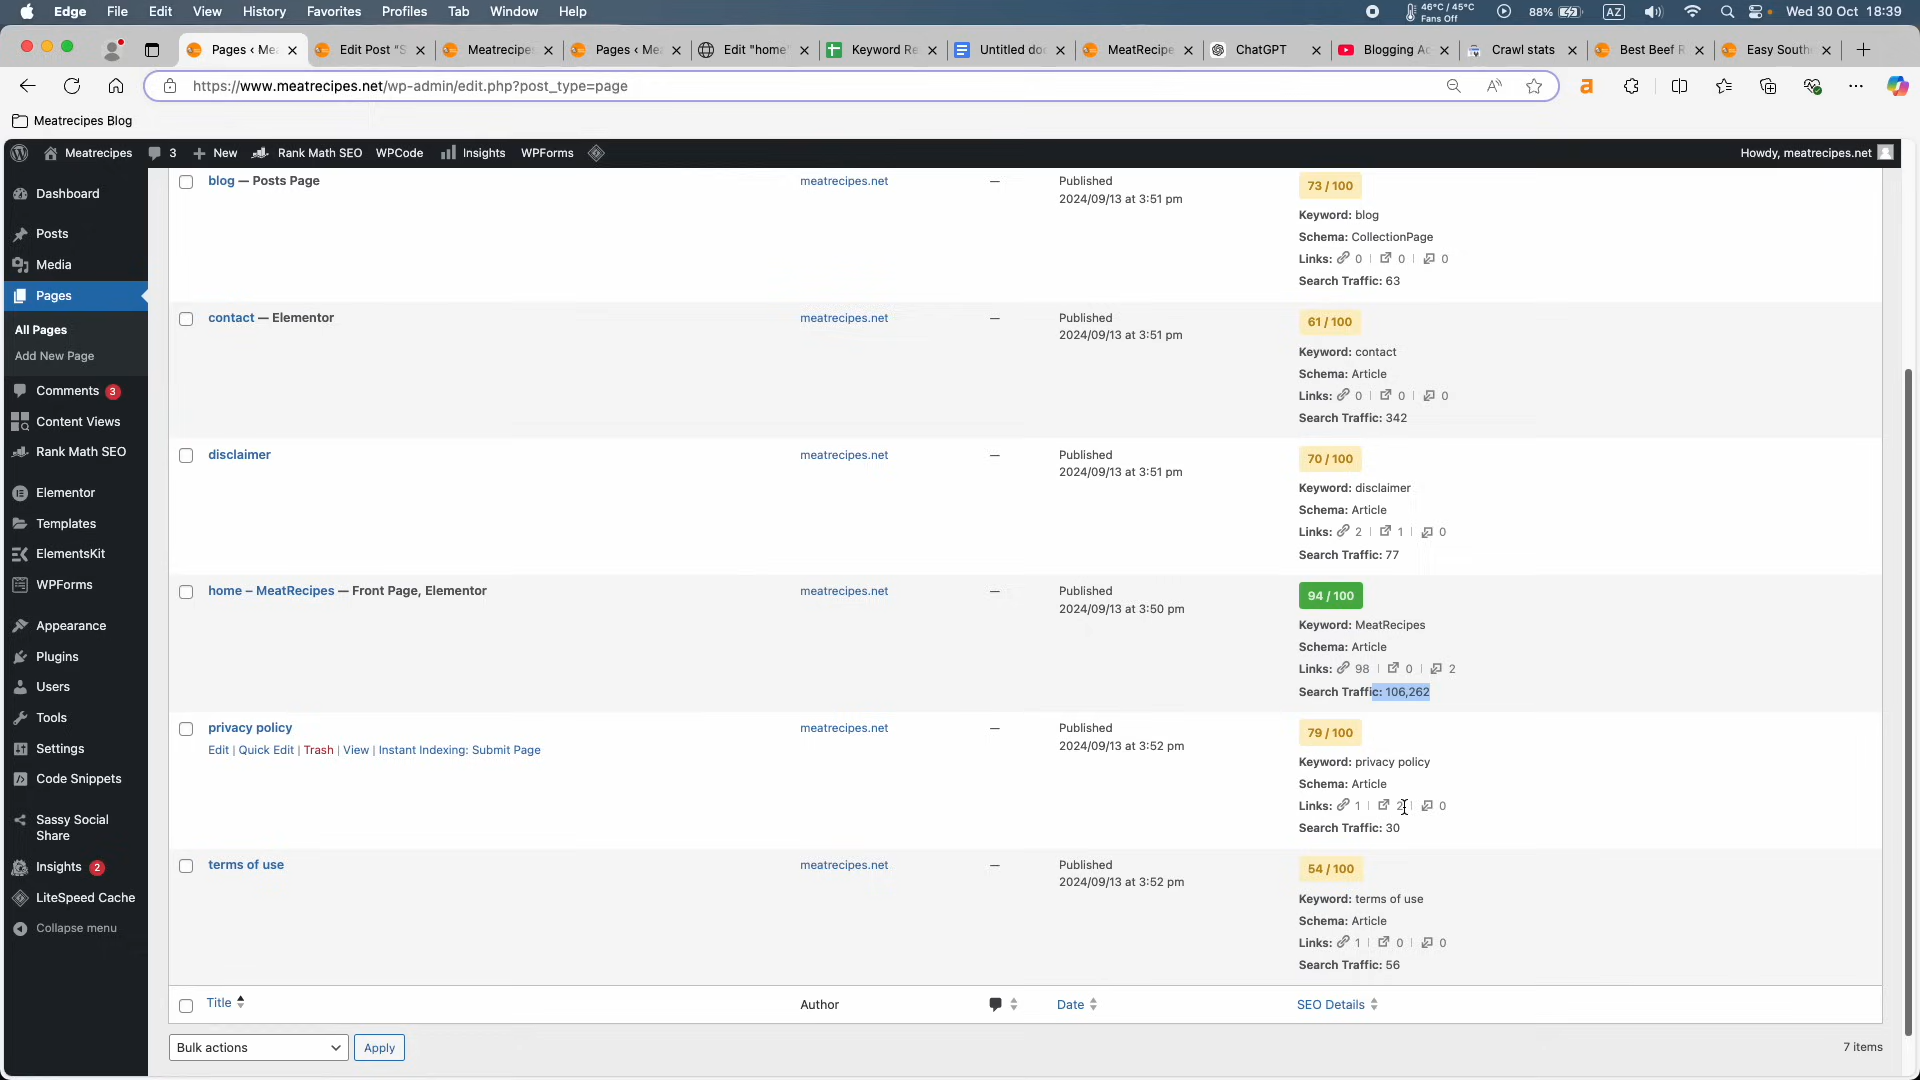 Edge File Edit View History Favorites Profiles Tab Window Help 46°C / 45°C Fans Off 88% AZ Wed 30 Oct 18:39
Pages ‹ Me Edit Post "S Meatrecipe Pages ‹ Me Edit "home" Keyword Re Untitled do MeatRecipe ChatGPT Blogging A Crawl stats Best Beef R Easy South
https://www.meatrecipes.net/wp-admin/edit.php?post_type=page
Meatrecipes Blog
Meatrecipes 3 New Rank Math SEO WPCode Insights WPForms Howdy, meatrecipes.net
Dashboard
Posts
Media
Pages
All Pages
Add New Page
Comments 3
Content Views
Rank Math SEO
Elementor
Templates
ElementsKit
WPForms
Appearance
Plugins
Users
Tools
Settings
Code Snippets
Sassy Social
Share
Insights 2
LiteSpeed Cache
Collapse menu
blog — Posts Page meatrecipes.net — Published 73 / 100
2024/09/13 at 3:51 pm
Keyword: blog
Schema: CollectionPage
Links: 0 | 0 | 0
Search Traffic: 63
contact — Elementor meatrecipes.net — Published 61 / 100
2024/09/13 at 3:51 pm
Keyword: contact
Schema: Article
Links: 0 | 0 | 0
Search Traffic: 342
disclaimer meatrecipes.net — Published 70 / 100
2024/09/13 at 3:51 pm
Keyword: disclaimer
Schema: Article
Links: 2 | 1 | 0
Search Traffic: 77
home – MeatRecipes — Front Page, Elementor meatrecipes.net — Published 94 / 100
2024/09/13 at 3:50 pm
Keyword: MeatRecipes
Schema: Article
Links: 98 | 0 | 2
Search Traffic: 106,262
privacy policy meatrecipes.net — Published 79 / 100
Edit | Quick Edit | Trash | View | Instant Indexing: Submit Page 2024/09/13 at 3:52 pm
Keyword: privacy policy
Schema: Article
Links: 1 | 2 | 0
Search Traffic: 30
terms of use meatrecipes.net — Published 54 / 100
2024/09/13 at 3:52 pm
Keyword: terms of use
Schema: Article
Links: 1 | 0 | 0
Search Traffic: 56
Title Author Date SEO Details
Bulk actions Apply 7 items